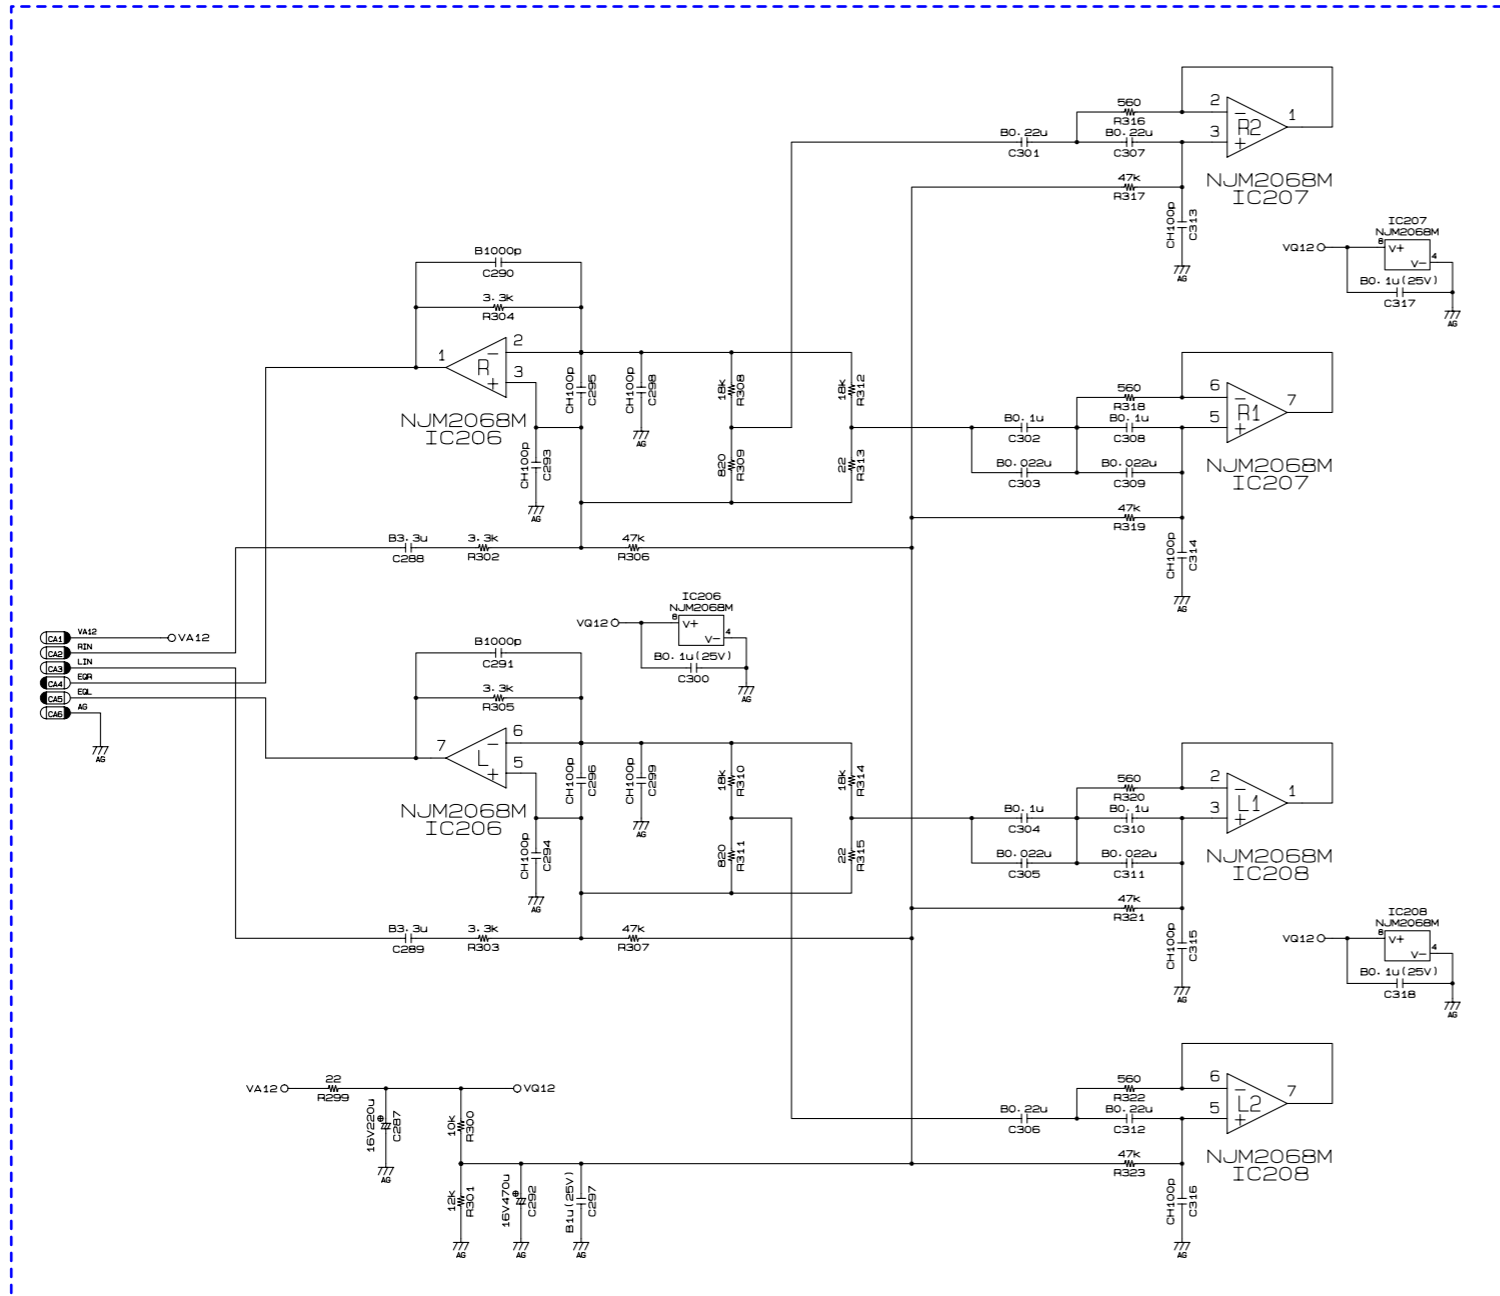 560
R316
B0.22u
C301
B0.22u
C307
2
3
1
R2
−
+
NJM2068M
IC207
47k
R317
CH100p
C313
AG
IC207
NJM2068M
VQ12
8
V+
V−
4
B0.1u(25V)
C317
AG
B1000p
C290
3.3k
R304
1
2
3
R
−
+
NJM2068M
IC206
CH100p
C295
CH100p
C298
AG
CH100p
C293
AG
18k
R308
820
R309
18k
R312
22
R313
560
R318
B0.1u
C302
B0.1u
C308
B0.022u
C303
B0.022u
C309
6
5
7
R1
−
+
NJM2068M
IC207
47k
R319
CH100p
C314
AG
B3.3u
C288
3.3k
R302
47k
R306
IC206
NJM2068M
VQ12
8
V+
V−
4
B0.1u(25V)
C300
AG
CA1
VA12
VA12
CA2
RIN
CA3
LIN
CA4
EQR
CA5
EQL
CA6
AG
AG
B1000p
C291
3.3k
R305
7
6
5
L
−
+
NJM2068M
IC206
CH100p
C296
CH100p
C299
AG
CH100p
C294
AG
18k
R310
820
R311
18k
R314
22
R315
560
R320
B0.1u
C304
B0.1u
C310
B0.022u
C305
B0.022u
C311
2
3
1
L1
−
+
NJM2068M
IC208
47k
R321
CH100p
C315
AG
IC208
NJM2068M
VQ12
8
V+
V−
4
B0.1u(25V)
C318
AG
B3.3u
C289
3.3k
R303
47k
R307
VA12
22
R299
VQ12
16V220u
C287
AG
10k
R300
12k
R301
AG
16V470u
C292
AG
B1u(25V)
C297
AG
560
R322
B0.22u
C306
B0.22u
C312
6
5
7
L2
−
+
NJM2068M
IC208
47k
R323
CH100p
C316
AG